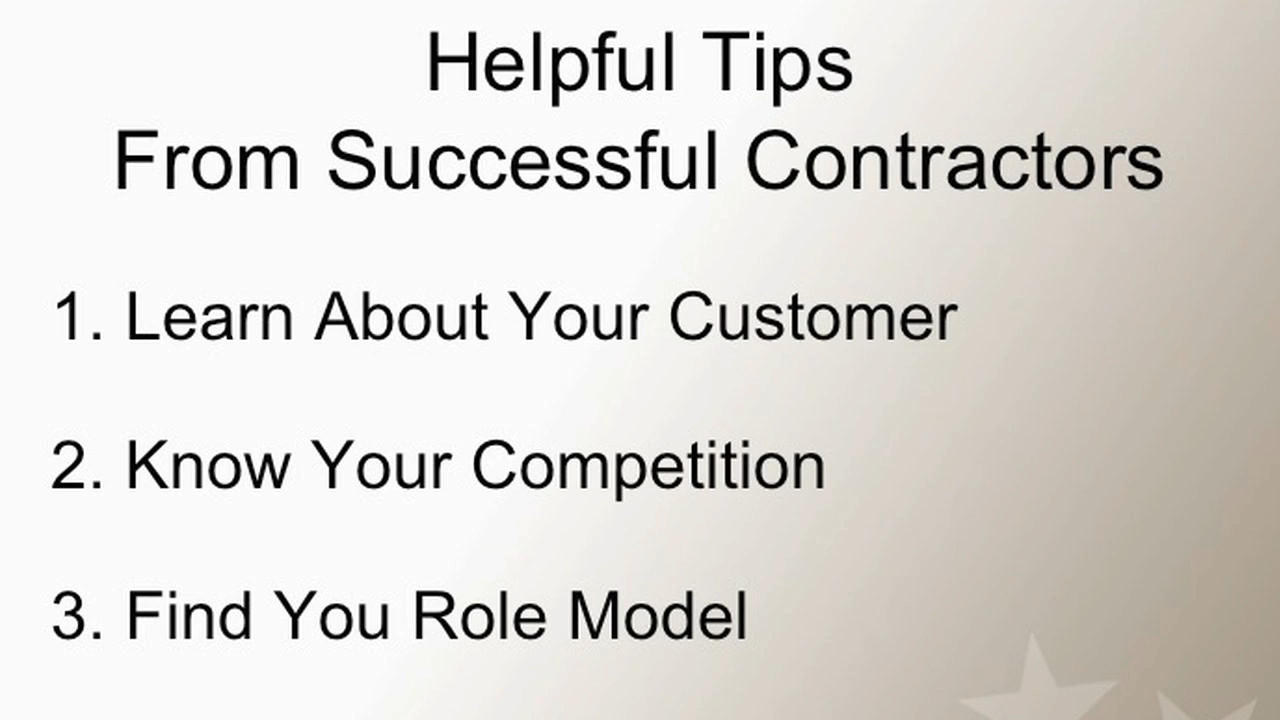 Helpful Tips
From Successful Contractors
1. Learn About Your Customer
2. Know Your Competition
3. Find You Role Model